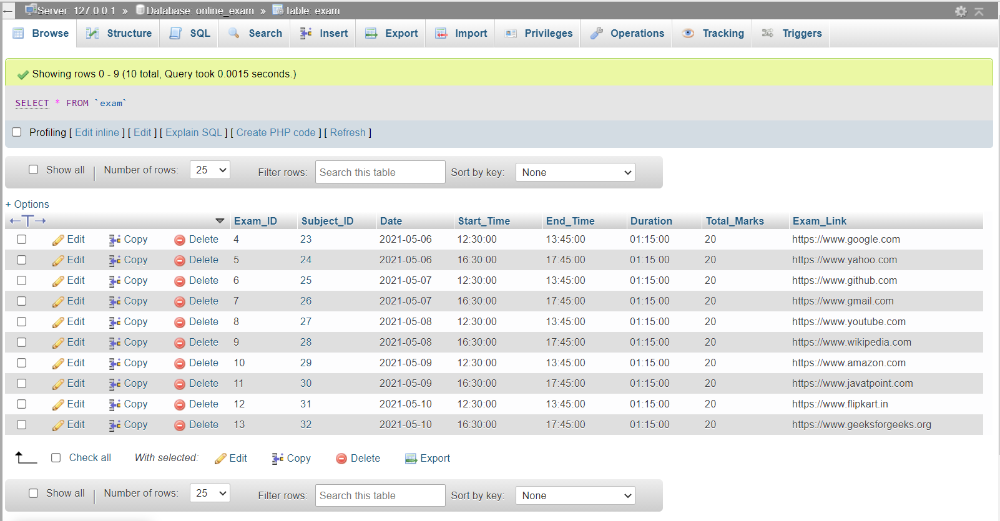 Server: 127.0.0.1 » Database: online_exam » Table: exam
Browse Structure SQL Search Insert Export Import Privileges Operations Tracking Triggers
Showing rows 0 - 9 (10 total, Query took 0.0015 seconds.)
SELECT * FROM `exam`
Profiling [ Edit inline ] [ Edit ] [ Explain SQL ] [ Create PHP code ] [ Refresh ]
Show all Number of rows: 25 Filter rows: Search this table Sort by key: None
+ Options
Exam_ID Subject_ID Date Start_Time End_Time Duration Total_Marks Exam_Link
Edit Copy Delete 4 23 2021-05-06 12:30:00 13:45:00 01:15:00 20 https://www.google.com
Edit Copy Delete 5 24 2021-05-06 16:30:00 17:45:00 01:15:00 20 https://www.yahoo.com
Edit Copy Delete 6 25 2021-05-07 12:30:00 13:45:00 01:15:00 20 https://www.github.com
Edit Copy Delete 7 26 2021-05-07 16:30:00 17:45:00 01:15:00 20 https://www.gmail.com
Edit Copy Delete 8 27 2021-05-08 12:30:00 13:45:00 01:15:00 20 https://www.youtube.com
Edit Copy Delete 9 28 2021-05-08 16:30:00 17:45:00 01:15:00 20 https://www.wikipedia.com
Edit Copy Delete 10 29 2021-05-09 12:30:00 13:45:00 01:15:00 20 https://www.amazon.com
Edit Copy Delete 11 30 2021-05-09 16:30:00 17:45:00 01:15:00 20 https://www.javatpoint.com
Edit Copy Delete 12 31 2021-05-10 12:30:00 13:45:00 01:15:00 20 https://www.flipkart.in
Edit Copy Delete 13 32 2021-05-10 16:30:00 17:45:00 01:15:00 20 https://www.geeksforgeeks.org
Check all With selected: Edit Copy Delete Export
Show all Number of rows: 25 Filter rows: Search this table Sort by key: None